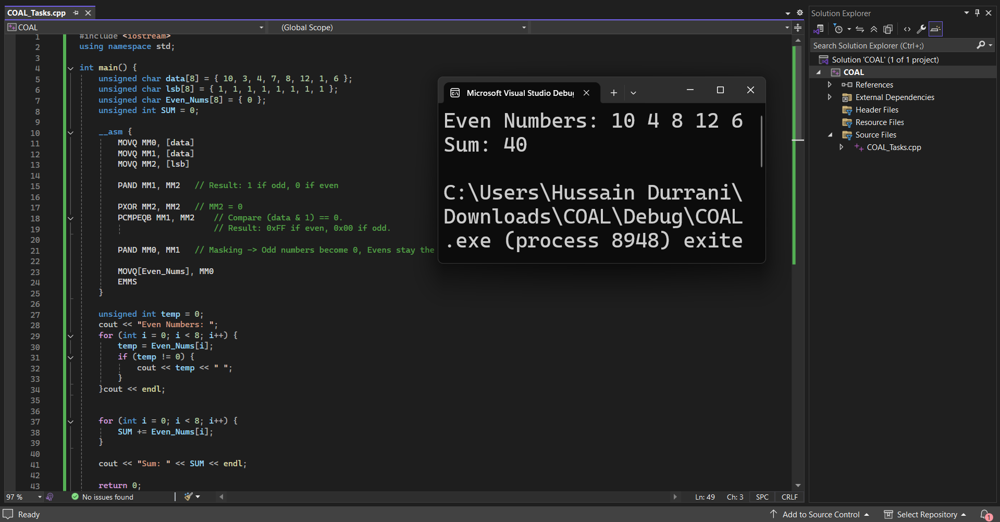 COAL_Tasks.cpp
COAL
(Global Scope)
1 #include <iostream>
2 using namespace std;
3
4 int main() {
5 unsigned char data[8] = { 10, 3, 4, 7, 8, 12, 1, 6 };
6 unsigned char lsb[8] = { 1, 1, 1, 1, 1, 1, 1, 1 };
7 unsigned char Even_Nums[8] = { 0 };
8 unsigned int SUM = 0;
9
10 __asm {
11 MOVQ MM0, [data]
12 MOVQ MM1, [data]
13 MOVQ MM2, [lsb]
14
15 PAND MM1, MM2 // Result: 1 if odd, 0 if even
16
17 PXOR MM2, MM2 // MM2 = 0
18 PCMPEQB MM1, MM2 // Compare (data & 1) == 0.
19 // Result: 0xFF if even, 0x00 if odd.
20
21 PAND MM0, MM1 // Masking -> Odd numbers become 0, Evens stay the
22
23 MOVQ[Even_Nums], MM0
24 EMMS
25 }
26
27 unsigned int temp = 0;
28 cout << "Even Numbers: ";
29 for (int i = 0; i < 8; i++) {
30 temp = Even_Nums[i];
31 if (temp != 0) {
32 cout << temp << " ";
33 }
34 }cout << endl;
35
36
37 for (int i = 0; i < 8; i++) {
38 SUM += Even_Nums[i];
39 }
40
41 cout << "Sum: " << SUM << endl;
42
43 return 0;
97 %
No issues found
Ln: 49 Ch: 3 SPC CRLF
Microsoft Visual Studio Debug
Even Numbers: 10 4 8 12 6
Sum: 40
C:\Users\Hussain Durrani\
Downloads\COAL\Debug\COAL
.exe (process 8948) exite
Solution Explorer
Search Solution Explorer (Ctrl+;)
Solution 'COAL' (1 of 1 project)
COAL
References
External Dependencies
Header Files
Resource Files
Source Files
COAL_Tasks.cpp
Ready
Add to Source Control
Select Repository
1